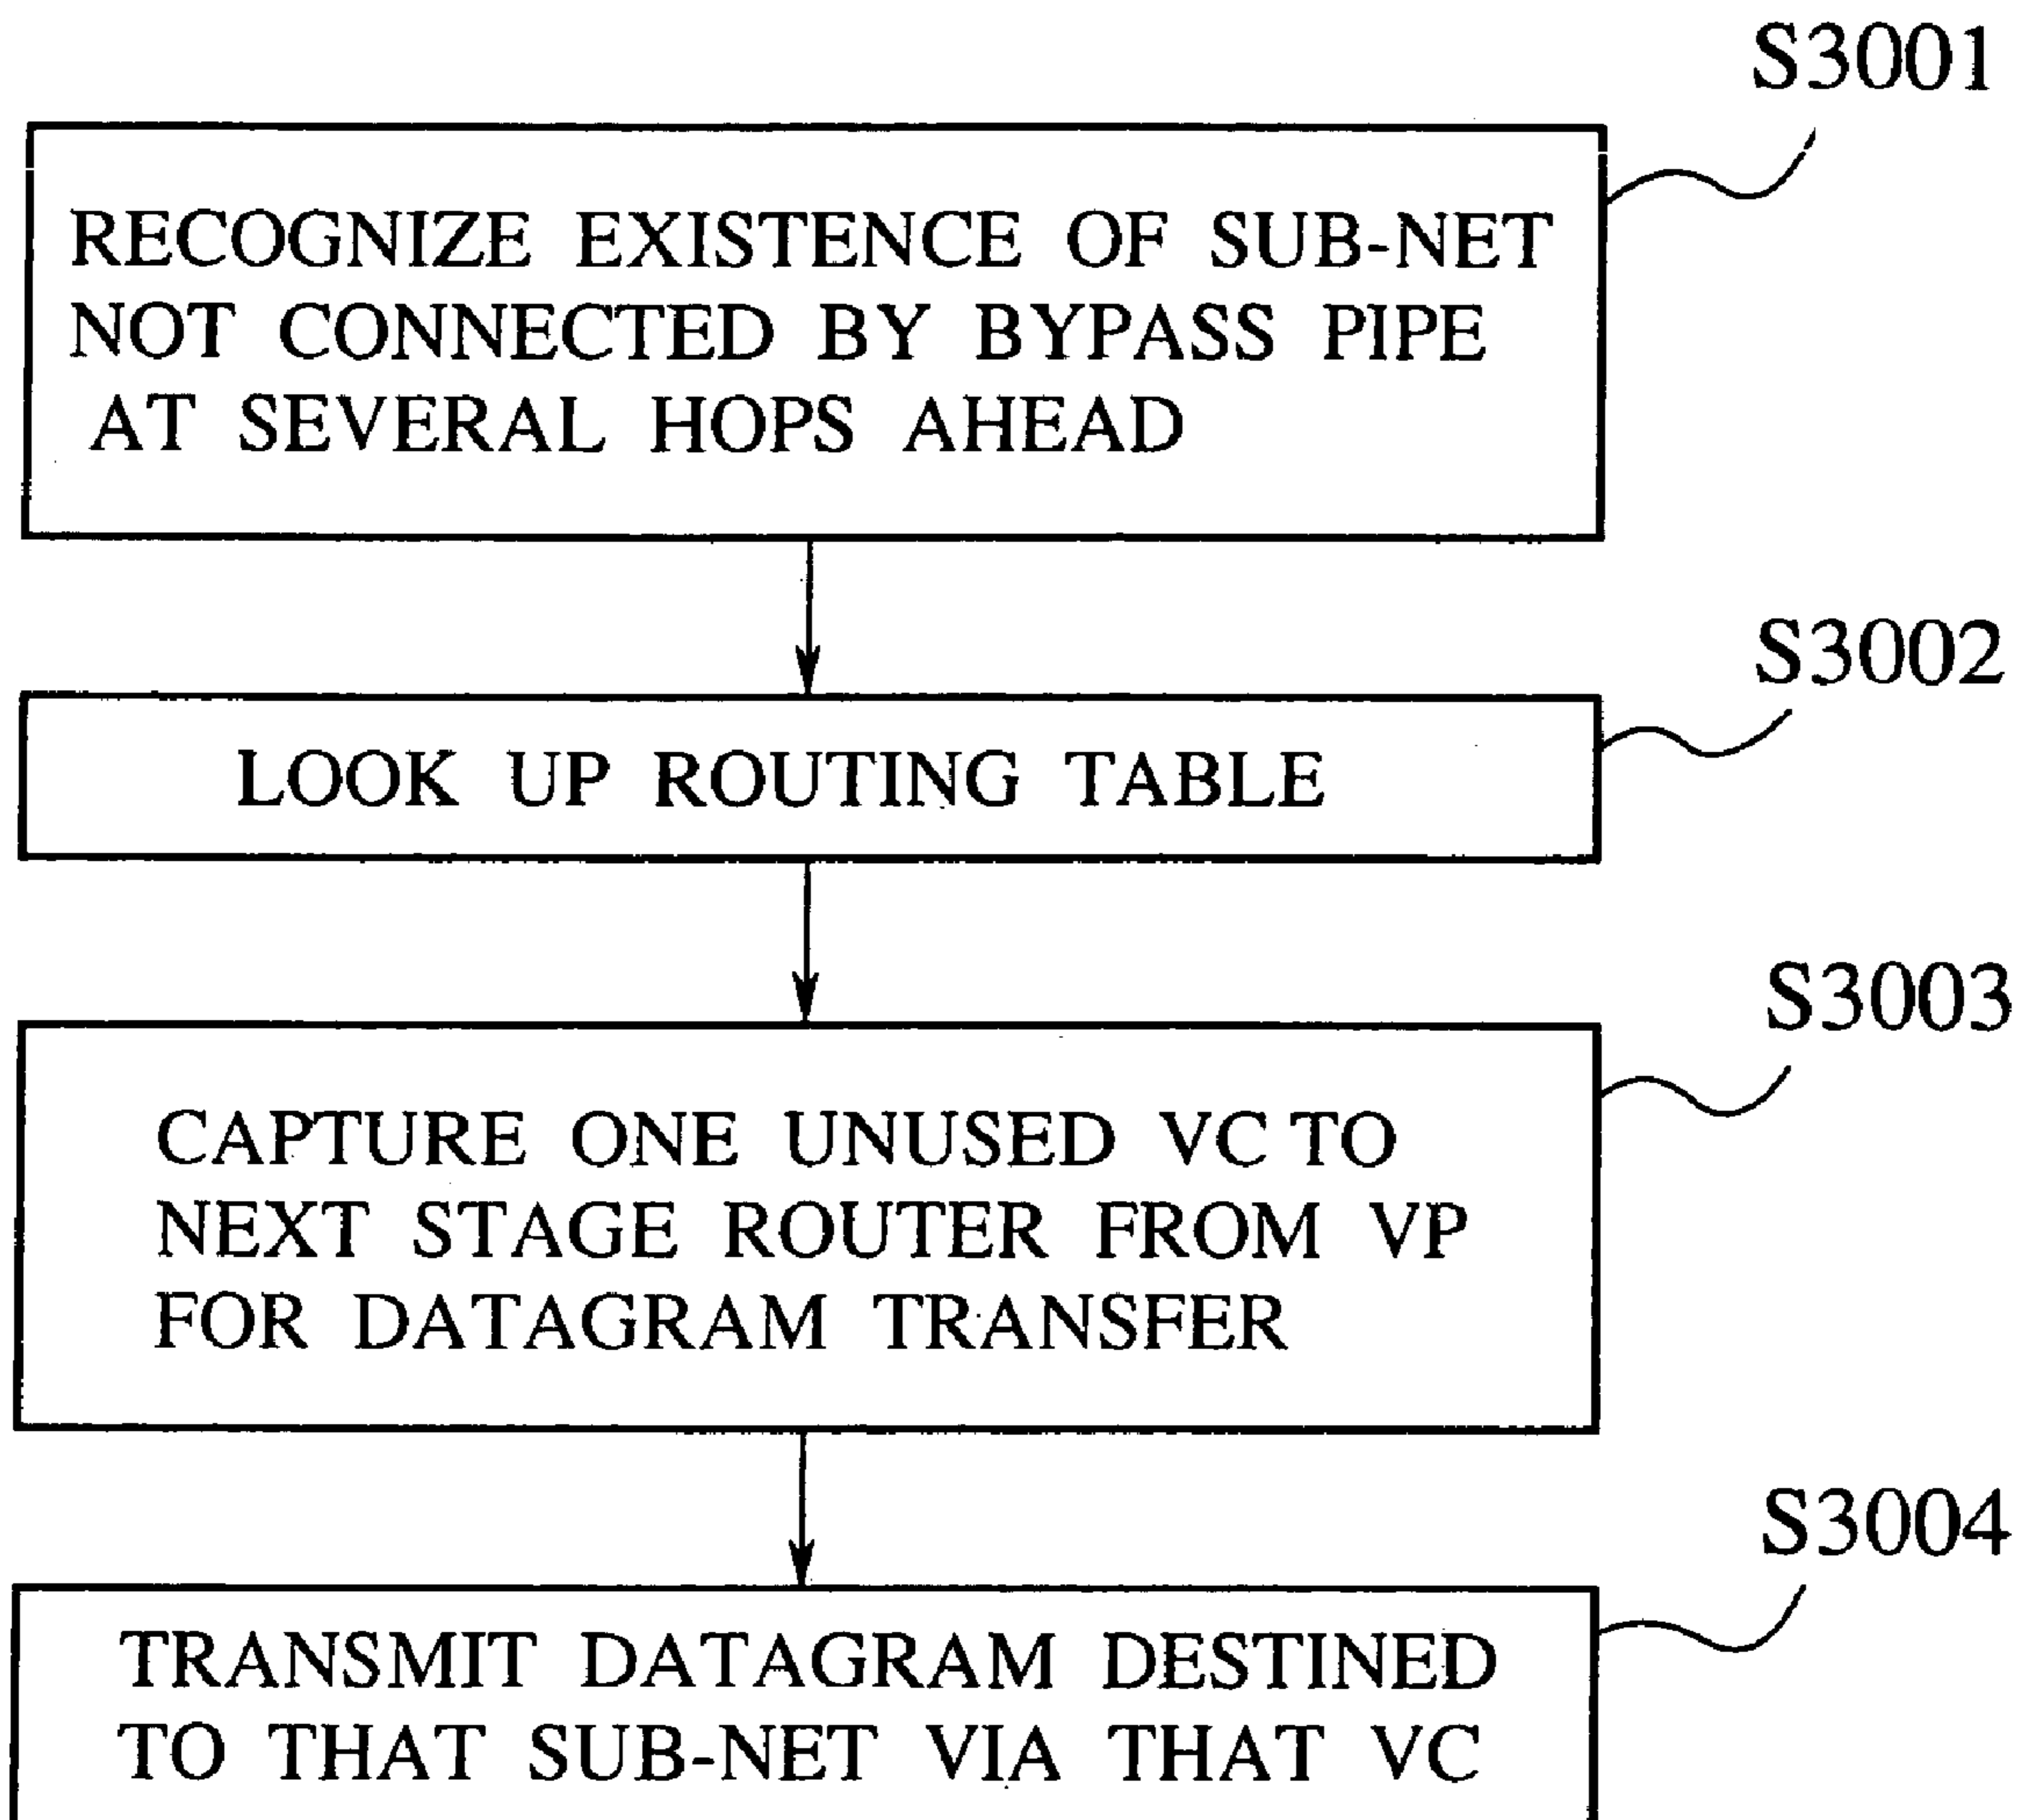 S3001
RECOGNIZE EXISTENCE OF SUB-NET
NOT CONNECTED BY BYPASS PIPE
AT SEVERAL HOPS AHEAD
S3002
LOOK UP ROUTING TABLE
S3003
CAPTURE ONE UNUSED VC TO
NEXT STAGE ROUTER FROM VP
FOR DATAGRAM TRANSFER
S3004
TRANSMIT DATAGRAM DESTINED
TO THAT SUB-NET VIA THAT VC